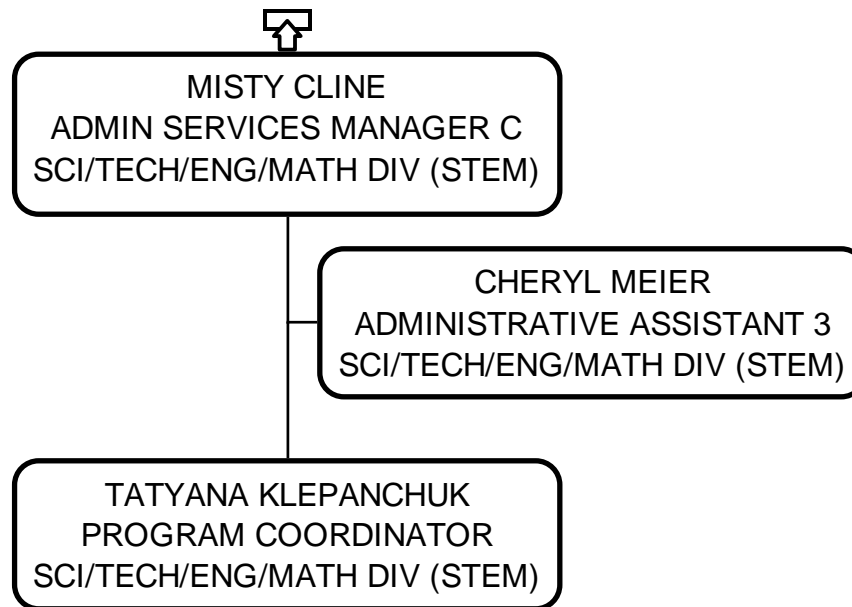 MISTY CLINE
ADMIN SERVICES MANAGER C
SCI/TECH/ENG/MATH DIV (STEM)
CHERYL MEIER
ADMINISTRATIVE ASSISTANT 3
SCI/TECH/ENG/MATH DIV (STEM)
TATYANA KLEPANCHUK
PROGRAM COORDINATOR
SCI/TECH/ENG/MATH DIV (STEM)